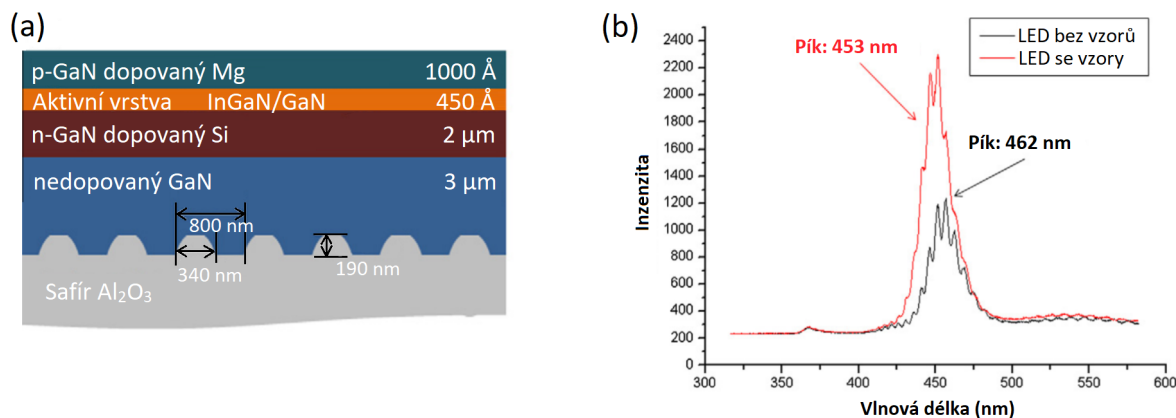 (a)
p-GaN dopovaný Mg 1000 Å
Aktivní vrstva InGaN/GaN 450 Å
n-GaN dopovaný Si 2 µm
nedopovaný GaN 3 µm
800 nm
340 nm
190 nm
Safír Al₂O₃
(b)
Pík: 453 nm
LED bez vzorů
LED se vzory
Pík: 462 nm
Inzenzita
2400
2200
2000
1800
1600
1400
1200
1000
800
600
400
200
0
300 350 400 450 500 550 600
Vlnová délka (nm)